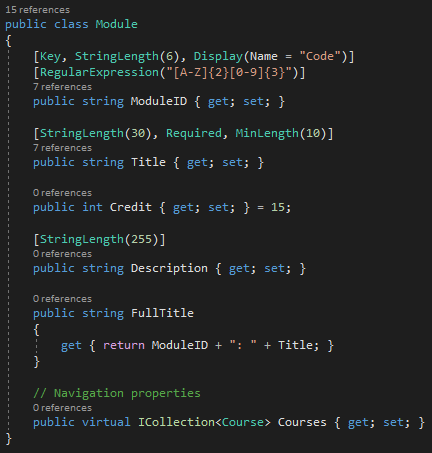 15 references
public class Module
{
[Key, StringLength(6), Display(Name = "Code")]
[RegularExpression("[A-Z]{2}[0-9]{3}")]
7 references
public string ModuleID { get; set; }
[StringLength(30), Required, MinLength(10)]
7 references
public string Title { get; set; }
0 references
public int Credit { get; set; } = 15;
[StringLength(255)]
0 references
public string Description { get; set; }
0 references
public string FullTitle
{
get { return ModuleID + ": " + Title; }
}
// Navigation properties
0 references
public virtual ICollection<Course> Courses { get; set; }
}